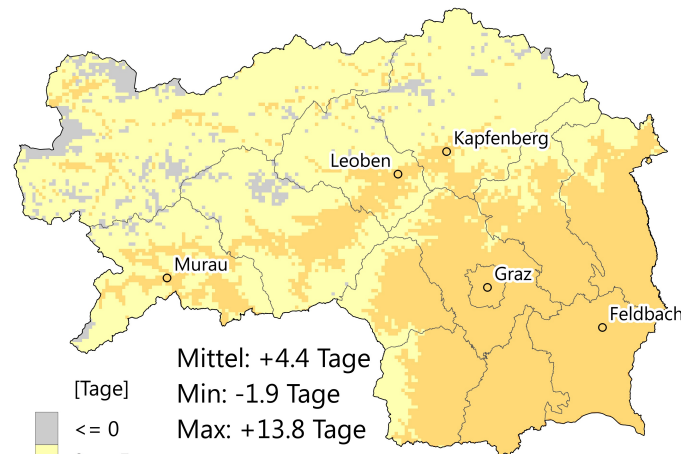 Kapfenberg
Leoben
Murau
Graz
Feldbach
Mittel: +4.4 Tage
[Tage]
Min: -1.9 Tage
<= 0
Max: +13.8 Tage